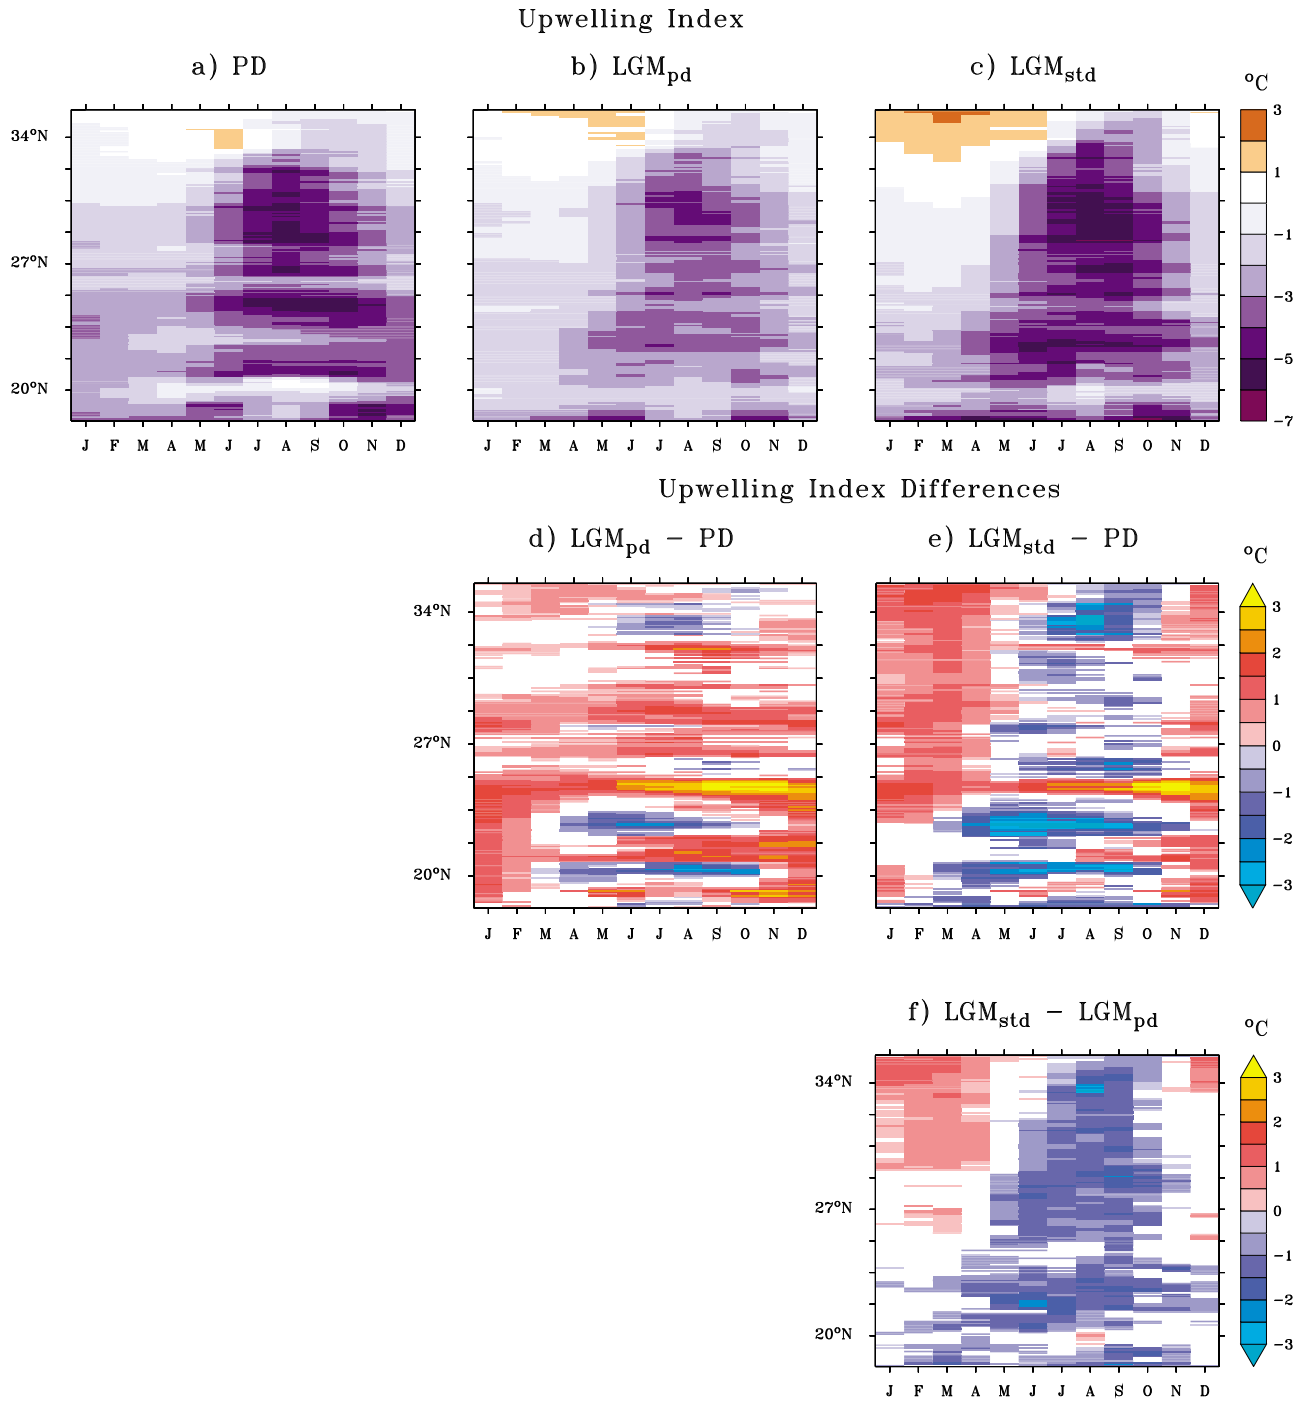 Upwelling Index
a) PD b) LGMpd c) LGMstd
°C
34°N
27°N
20°N
3
1
-1
-3
-5
-7
J F M A M J J A S O N D
J F M A M J J A S O N D
J F M A M J J A S O N D
Upwelling Index Differences
d) LGMpd – PD e) LGMstd – PD
°C
34°N
27°N
20°N
3
2
1
0
-1
-2
-3
J F M A M J J A S O N D
J F M A M J J A S O N D
f) LGMstd – LGMpd
°C
34°N
27°N
20°N
3
2
1
0
-1
-2
-3
J F M A M J J A S O N D